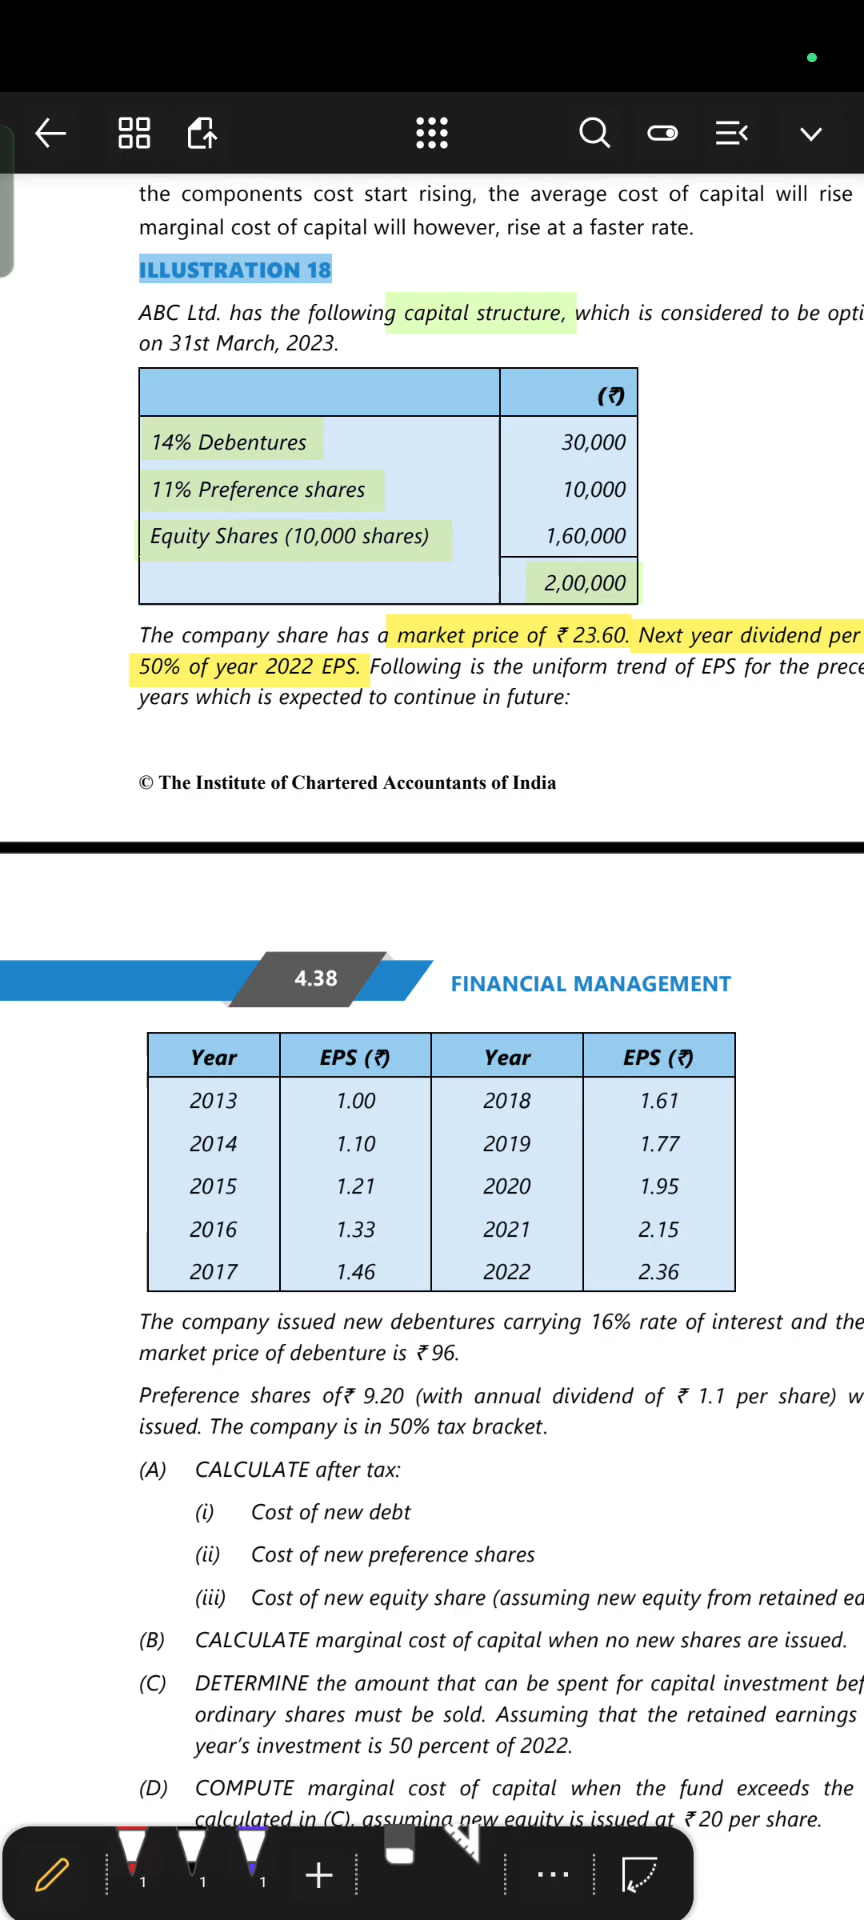 the components cost start rising, the average cost of capital will rise
marginal cost of capital will however, rise at a faster rate.
ILLUSTRATION 18
ABC Ltd. has the following capital structure, which is considered to be opti
on 31st March, 2023.
(₹)
14% Debentures 30,000
11% Preference shares 10,000
Equity Shares (10,000 shares) 1,60,000
2,00,000
The company share has a market price of ₹ 23.60. Next year dividend per
50% of year 2022 EPS. Following is the uniform trend of EPS for the prece
years which is expected to continue in future:
© The Institute of Chartered Accountants of India
4.38 FINANCIAL MANAGEMENT
Year EPS (₹) Year EPS (₹)
2013 1.00 2018 1.61
2014 1.10 2019 1.77
2015 1.21 2020 1.95
2016 1.33 2021 2.15
2017 1.46 2022 2.36
The company issued new debentures carrying 16% rate of interest and the
market price of debenture is ₹ 96.
Preference shares of₹ 9.20 (with annual dividend of ₹ 1.1 per share) w
issued. The company is in 50% tax bracket.
(A) CALCULATE after tax:
(i) Cost of new debt
(ii) Cost of new preference shares
(iii) Cost of new equity share (assuming new equity from retained ea
(B) CALCULATE marginal cost of capital when no new shares are issued.
(C) DETERMINE the amount that can be spent for capital investment bef
ordinary shares must be sold. Assuming that the retained earnings
year's investment is 50 percent of 2022.
(D) COMPUTE marginal cost of capital when the fund exceeds the
calculated in (C), assuming new equity is issued at ₹ 20 per share.
1 1 1